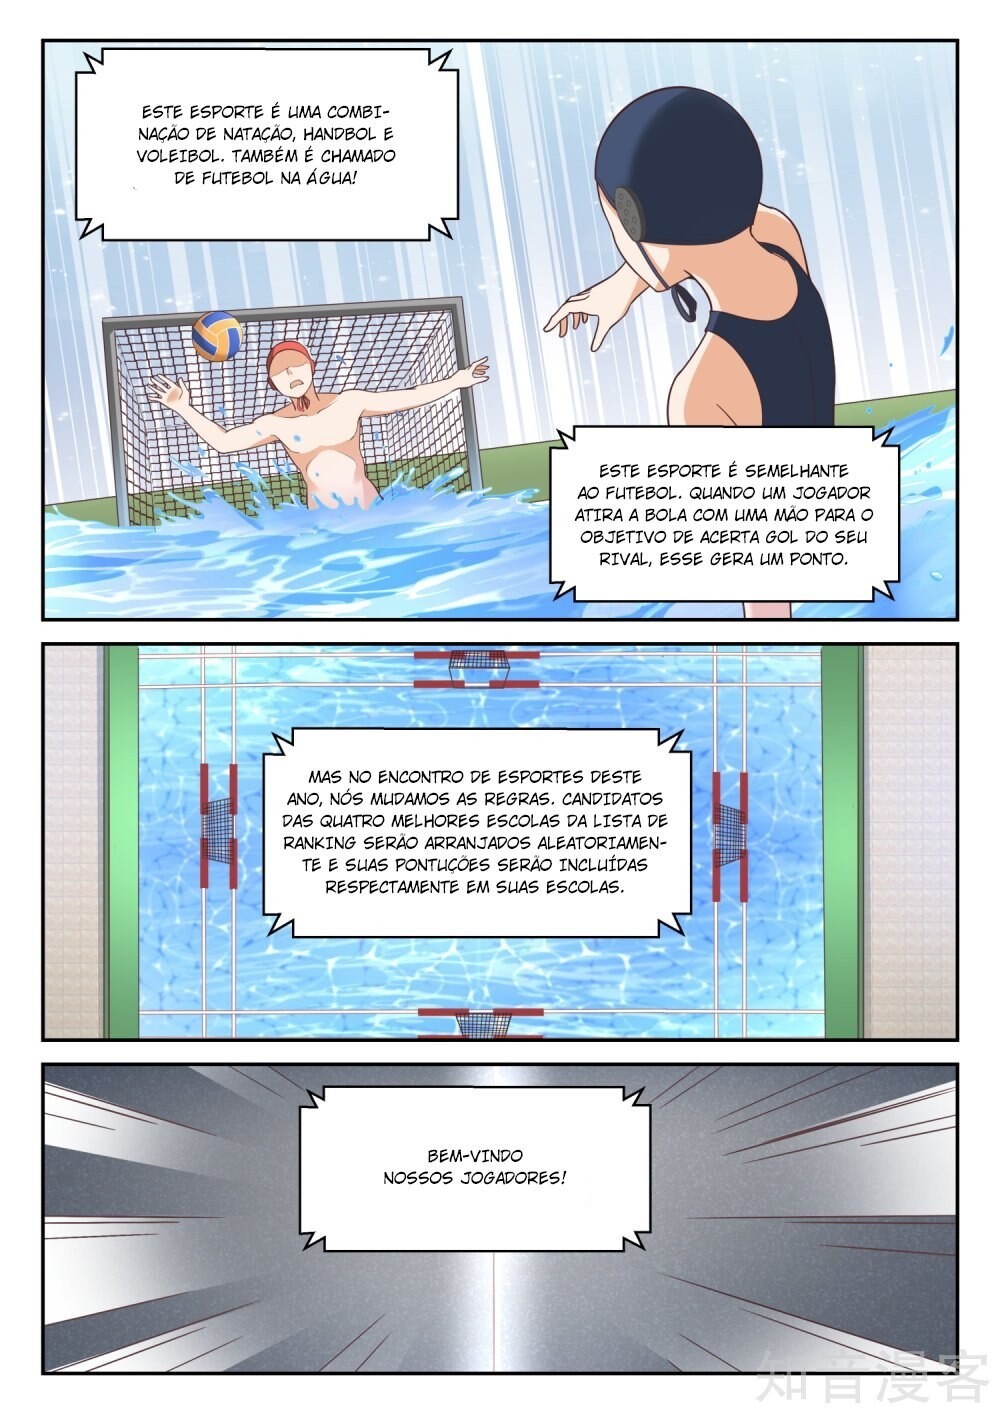 ESTE ESPORTE É UMA COMBI-
NAÇÃO DE NATAÇÃO, HANDBOL E
VOLEIBOL. TAMBÉM É CHAMADO
DE FUTEBOL NA ÁGUA!
ESTE ESPORTE É SEMELHANTE
AO FUTEBOL. QUANDO UM JOGADOR
ATIRA A BOLA COM UMA MÃO PARA O
OBJETIVO DE ACERTA GOL DO SEU
RIVAL, ESSE GERA UM PONTO.
MAS NO ENCONTRO DE ESPORTES DESTE
ANO, NÓS MUDAMOS AS REGRAS. CANDIDATOS
DAS QUATRO MELHORES ESCOLAS DA LISTA DE
RANKING SERÃO ARRANJADOS ALEATORIAMEN-
TE E SUAS PONTUÇÕES SERÃO INCLUÍDAS
RESPECTAMENTE EM SUAS ESCOLAS.
BEM-VINDO
NOSSOS JOGADORES!
知音漫客